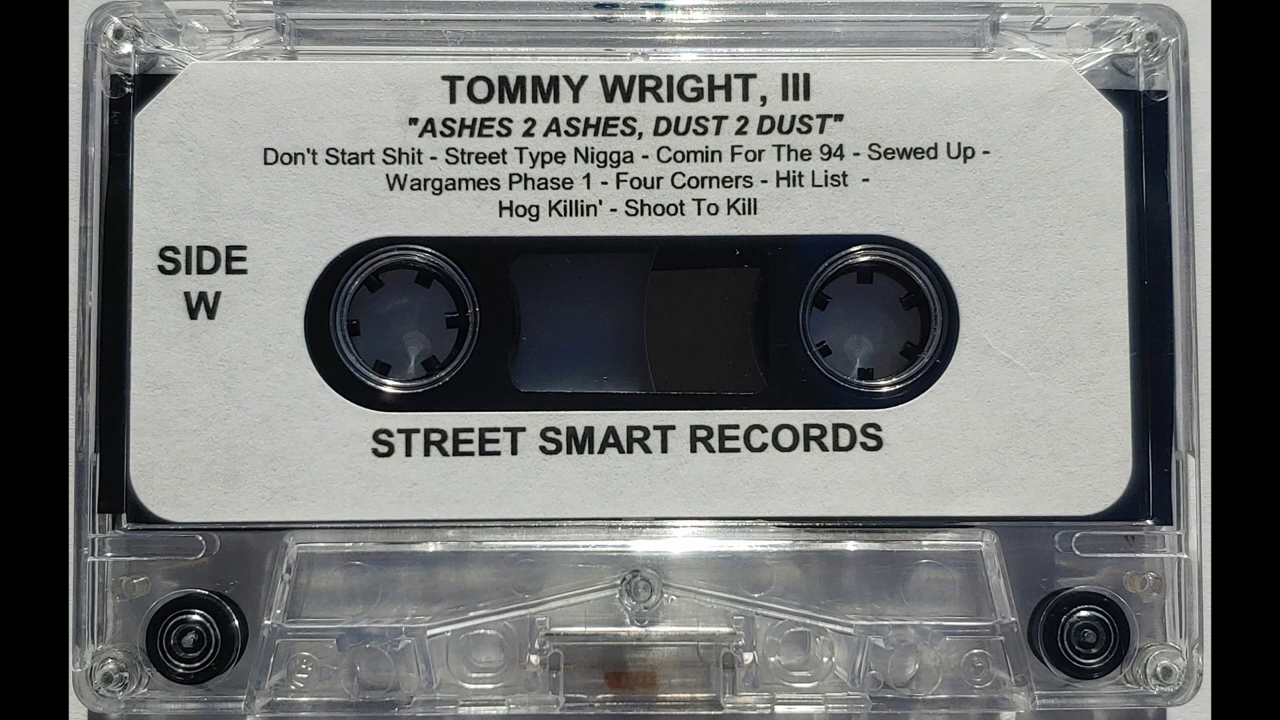 TOMMY WRIGHT, III
"ASHES 2 ASHES, DUST 2 DUST"
Don't Start Shit - Street Type Nigga - Comin For The 94 - Sewed Up -
Wargames Phase 1 - Four Corners - Hit List -
Hog Killin' - Shoot To Kill
SIDE
W
STREET SMART RECORDS